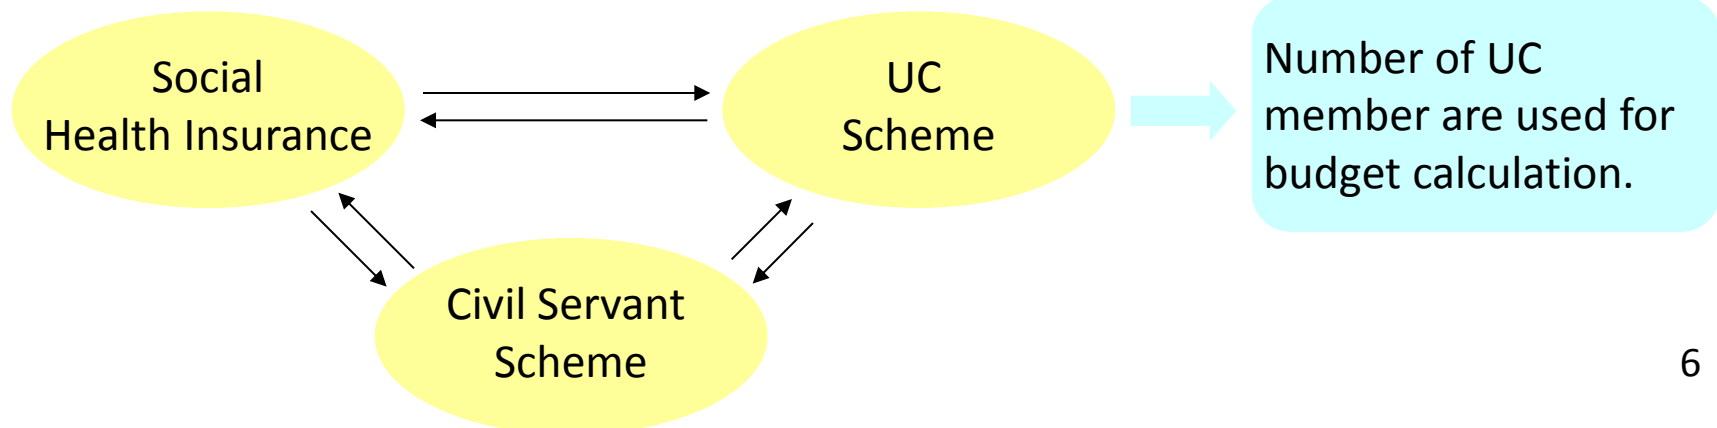 Social
Health Insurance
UC
Scheme
Number of UC
member are used for
budget calculation.
Civil Servant
Scheme
6